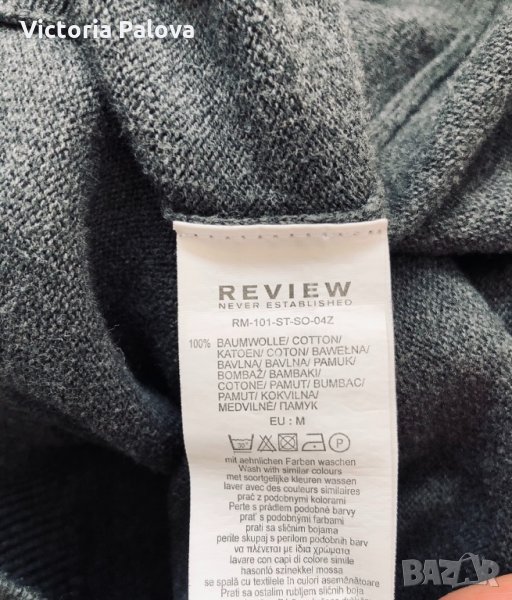 Victoria Palova
REVIEW
NEVER ESTABLISHED
RM-101-ST-SO-04Z
100% BAUMWOLLE/ COTTON/
KATOEN/ COTON/ BAWEŁNA/
BAVLNA/ BAVLNA/ PAMUK/
BOMBAŽ/ BAMBAKI/
COTONE/ PAMUT/ BUMBAC/
PAMUT/ KOKVILNA/
MEDVILNĖ/ ПАМУК
EU : M
30
P
mit aehnlichen Farben waschen
Wash with similar colours
met soortgelijke kleuren wassen
laver avec des couleurs similaires
prać z podobnymi kolorami
Perte s prádlem podobné barvy
prať s podobnými farbami
prati sa sličnim bojama
perile skupaj s perilom podobnih barv
να πλένεται με ίδια χρώματα
lavare con capi di colore simile
hasonló színekkel mossa
se spală cu textilele în culori asemănătoare
Prati sa ostalim rubljem sličnih boja
BAZAR